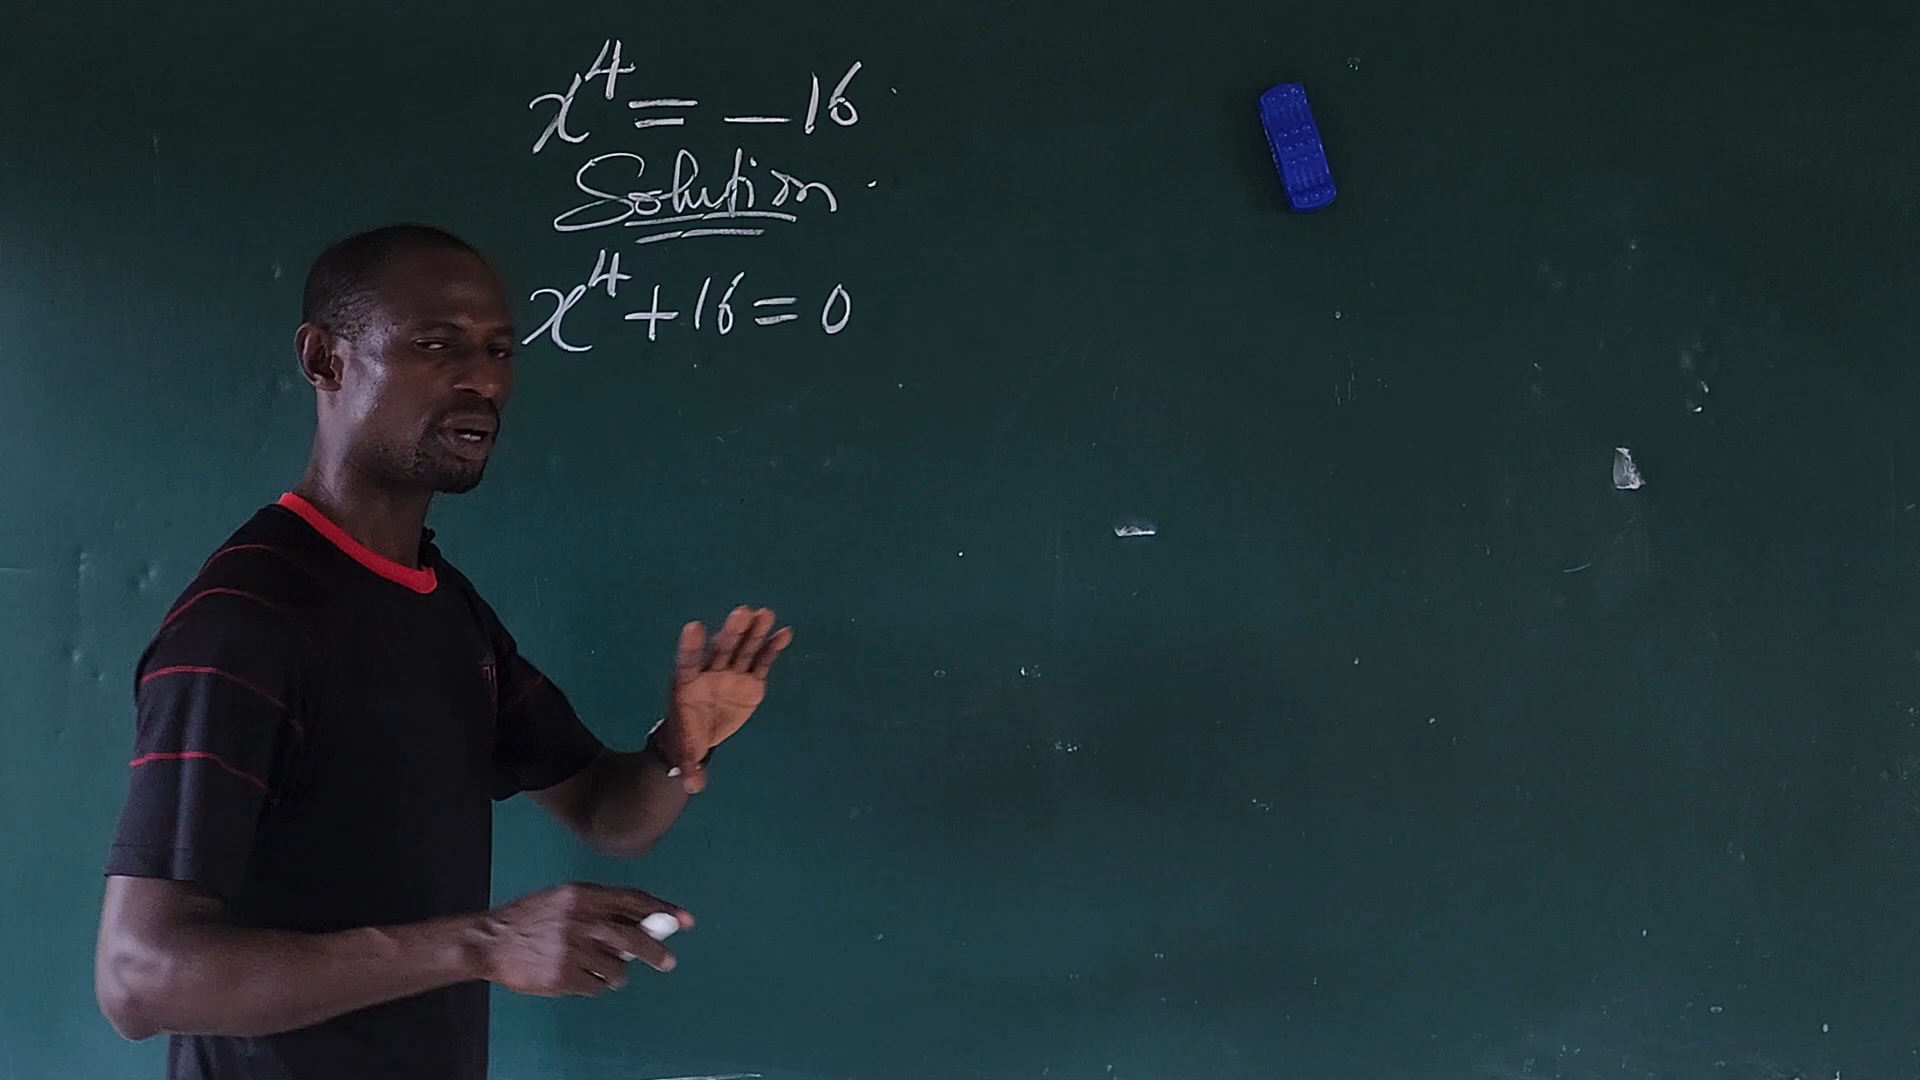 x⁴ = -16
Solution
x⁴ + 16 = 0